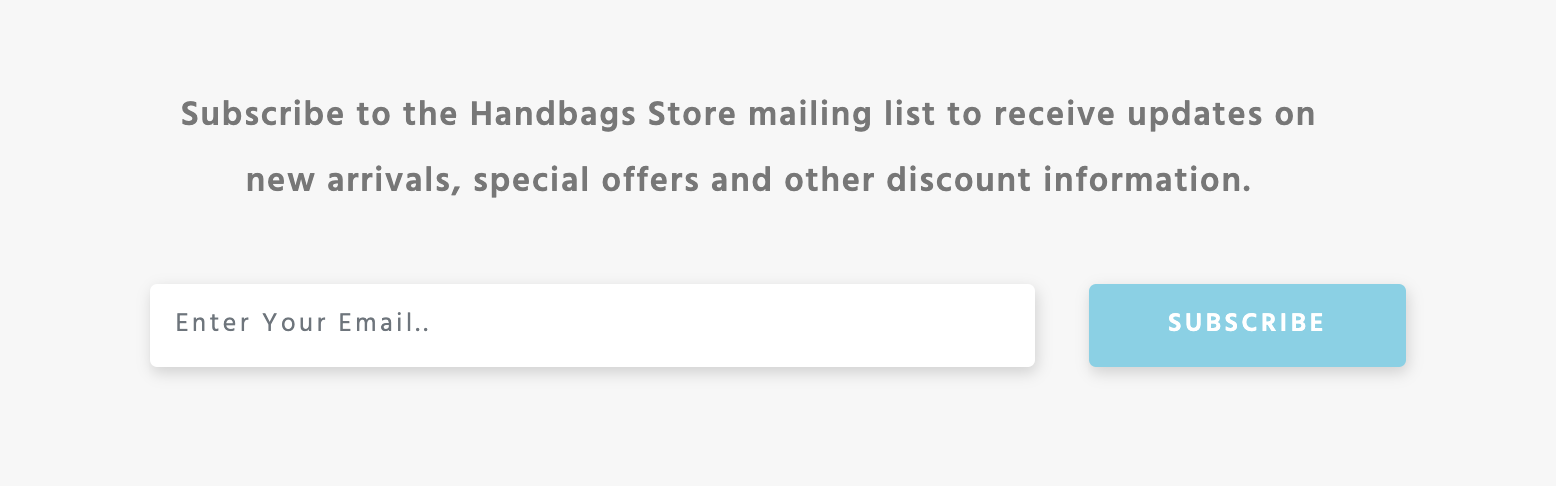 Subscribe to the Handbags Store mailing list to receive updates on
new arrivals, special offers and other discount information.
Enter Your Email..
SUBSCRIBE